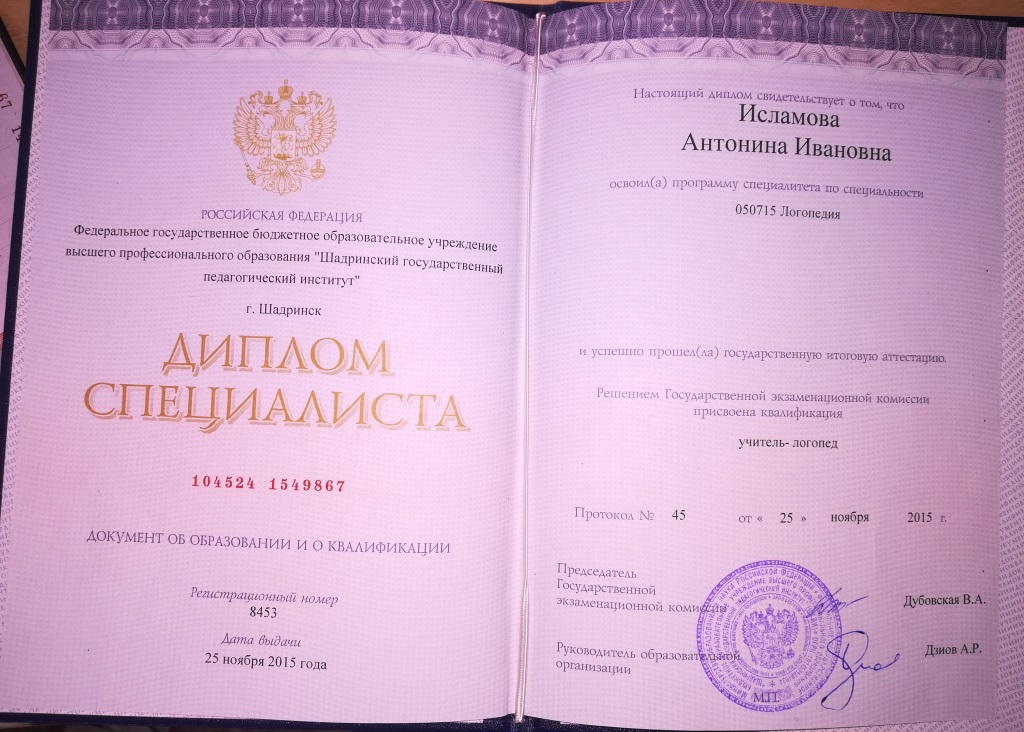 РОССИЙСКАЯ ФЕДЕРАЦИЯ
Федеральное государственное бюджетное образовательное учреждение
высшего профессионального образования "Шадринский государственный
педагогический институт"
г. Шадринск
ДИПЛОМ
СПЕЦИАЛИСТА
104524 1549867
ДОКУМЕНТ ОБ ОБРАЗОВАНИИ И О КВАЛИФИКАЦИИ
Регистрационный номер
8453
Дата выдачи
25 ноября 2015 года
Настоящий диплом свидетельствует о том, что
Исламова
Антонина Ивановна
освоил(а) программу специалитета по специальности
050715 Логопедия
и успешно прошел(ла) государственную итоговую аттестацию.
Решением Государственной экзаменационной комиссии
присвоена квалификация
учитель- логопед
Протокол № 45 от « 25 » ноября 2015 г.
Председатель
Государственной
экзаменационной комиссии
Дубовская В.А.
Руководитель образовательной
организации
Дзиов А.Р.
М.П.